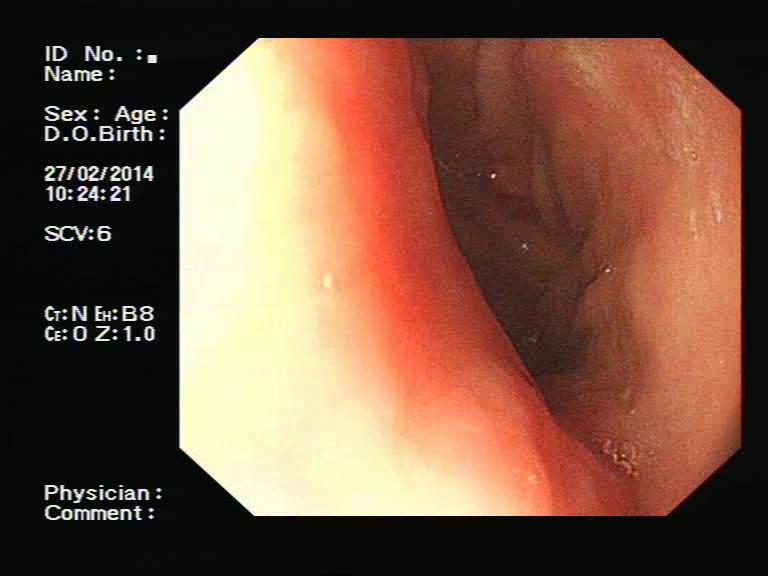 ID No. :
Name:
Sex: Age:
D.O.Birth:
27/02/2014
10:24:21
SCV:6
CT:N EH:B8
CE:0 Z:1.0
Physician:
Comment: